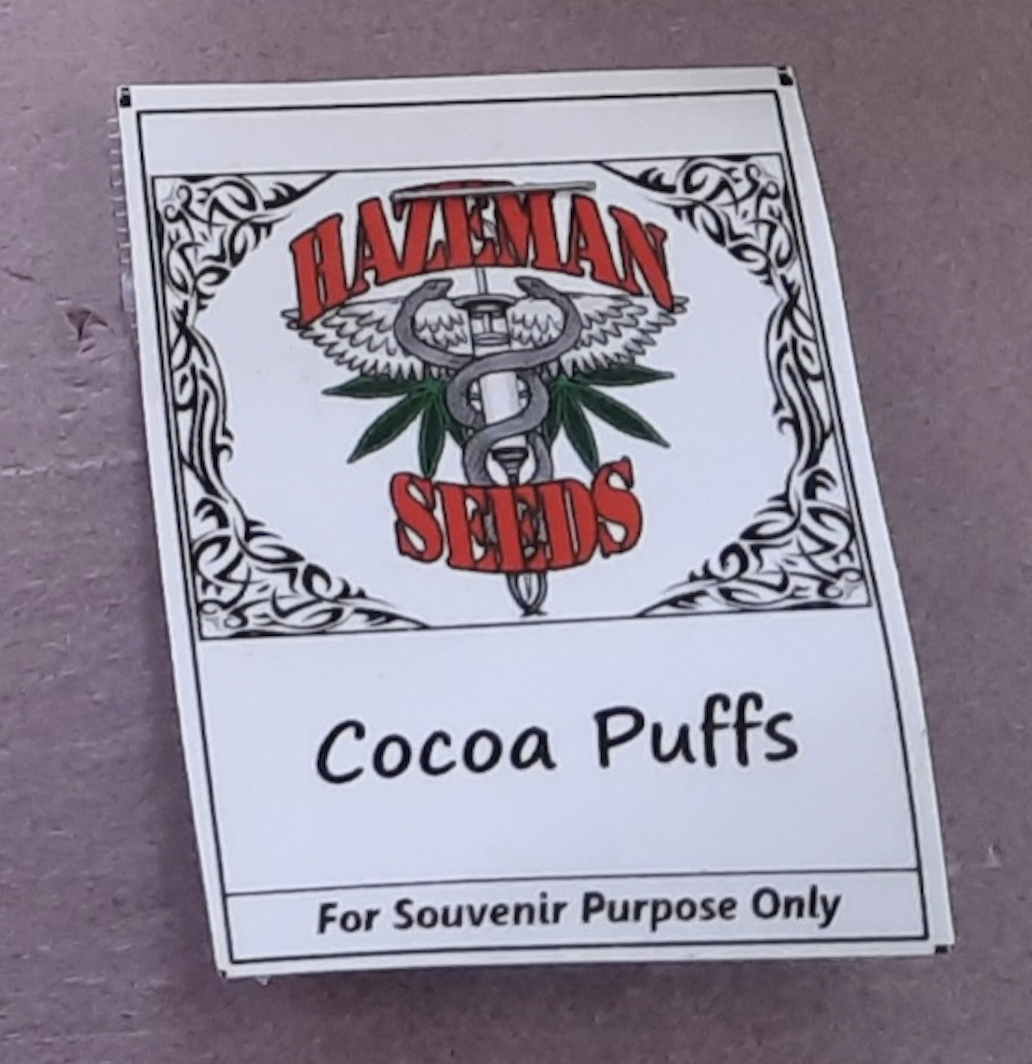 HAZEMAN
SEEDS
Cocoa Puffs
For Souvenir Purpose Only